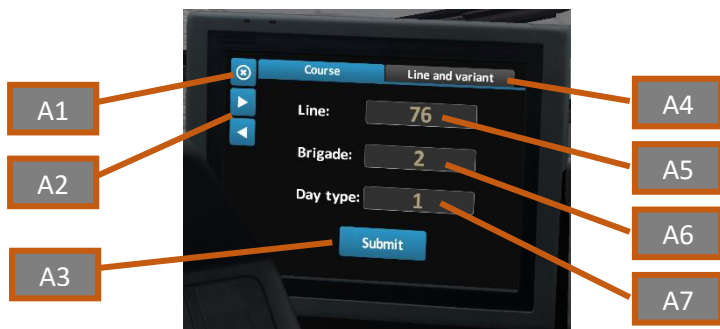 Course
Line and variant
A1
Line:
76
A4
A2
Brigade:
2
A5
Day type:
1
A6
A3
Submit
A7